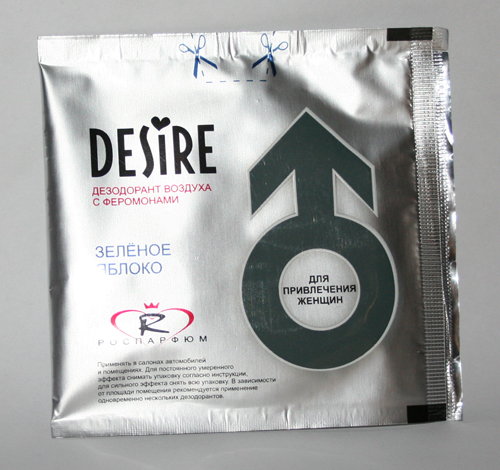 DESIRE
ДЕЗОДОРАНТ ВОЗДУХА
С ФЕРОМОНАМИ
ЗЕЛЁНОЕ
ЯБЛОКО
ДЛЯ
ПРИВЛЕЧЕНИЯ
ЖЕНЩИН
R
РОСПАРФЮМ
Применять в салонах автомобилей
и помещениях. Для постоянного умеренного
эффекта снимать упаковку согласно инструкции,
для сильного эффекта снять всю упаковку. В зависимости
от площади помещения рекомендуется применение
одновременно нескольких дезодорантов.